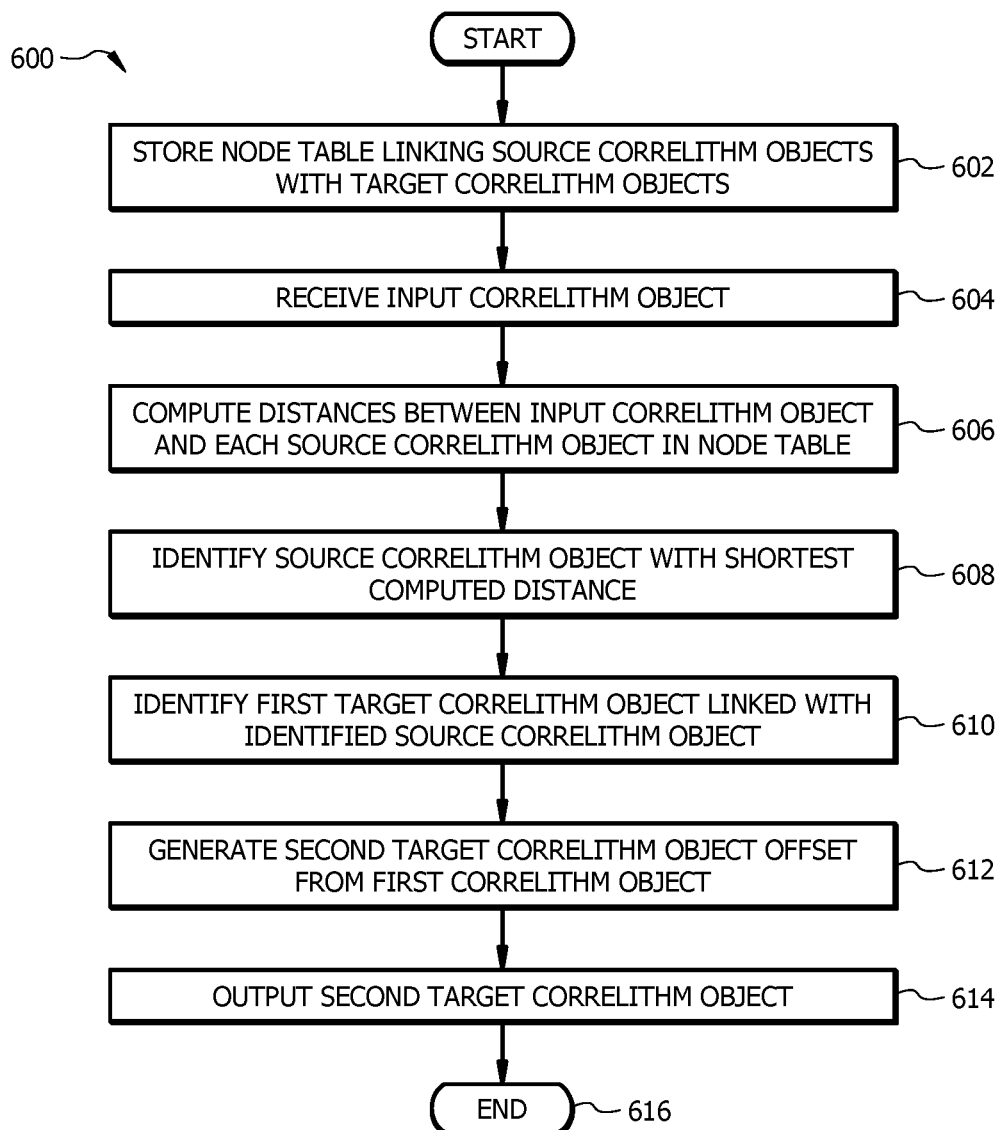 START
600
STORE NODE TABLE LINKING SOURCE CORRELITHM OBJECTS
WITH TARGET CORRELITHM OBJECTS
602
RECEIVE INPUT CORRELITHM OBJECT
604
COMPUTE DISTANCES BETWEEN INPUT CORRELITHM OBJECT
AND EACH SOURCE CORRELITHM OBJECT IN NODE TABLE
606
IDENTIFY SOURCE CORRELITHM OBJECT WITH SHORTEST
COMPUTED DISTANCE
608
IDENTIFY FIRST TARGET CORRELITHM OBJECT LINKED WITH
IDENTIFIED SOURCE CORRELITHM OBJECT
610
GENERATE SECOND TARGET CORRELITHM OBJECT OFFSET
FROM FIRST CORRELITHM OBJECT
612
OUTPUT SECOND TARGET CORRELITHM OBJECT
614
END
616